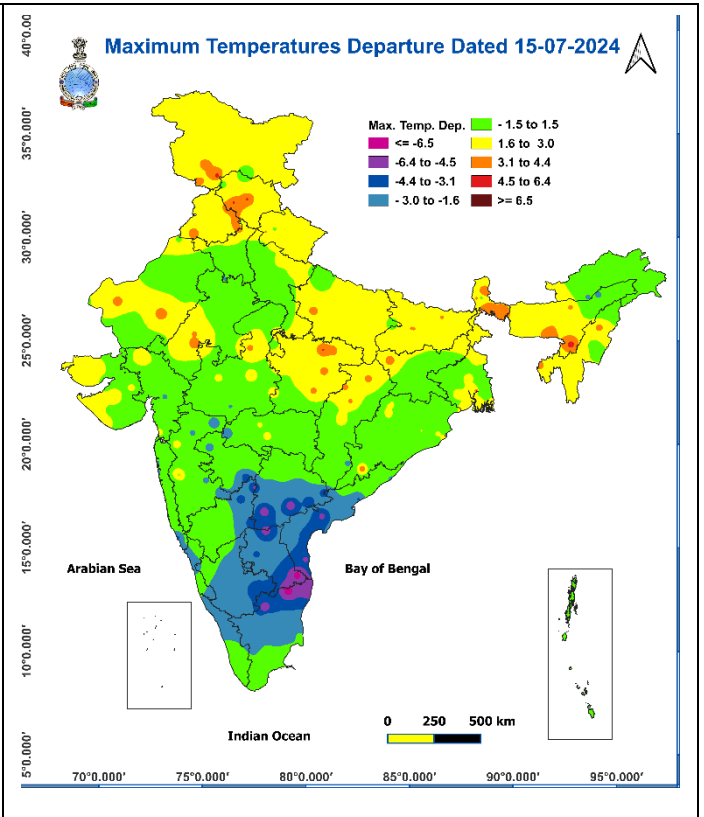 Maximum Temperatures Departure Dated 15-07-2024
Max. Temp. Dep.
<= -6.5
-6.4 to -4.5
-4.4 to -3.1
- 3.0 to -1.6
- 1.5 to 1.5
1.6 to 3.0
3.1 to 4.4
4.5 to 6.4
>= 6.5
40°0.00
35°0.000'
30°0.000'
25°0.000'
20°0.000'
15°0.000'
10°0.000'
5°0.000'
Arabian Sea
Bay of Bengal
Indian Ocean
0 250 500 km
70°0.000' 75°0.000' 80°0.000' 85°0.000' 90°0.000' 95°0.000'